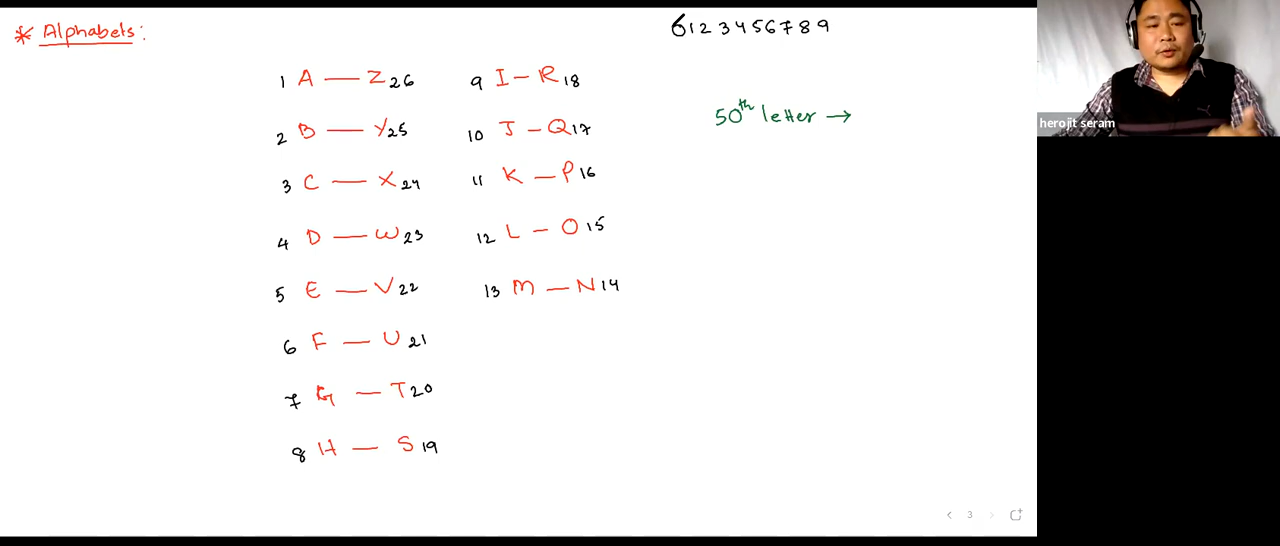 * Alphabets:
6123456789
1 A — Z 26
9 I — R 18
50th letter →
2 B — Y 25
10 J — Q 17
herojit seram
3 C — X 24
11 K — P 16
4 D — W 23
12 L — O 15
5 E — V 22
13 M — N 14
6 F — U 21
7 G — T 20
8 H — S 19
3